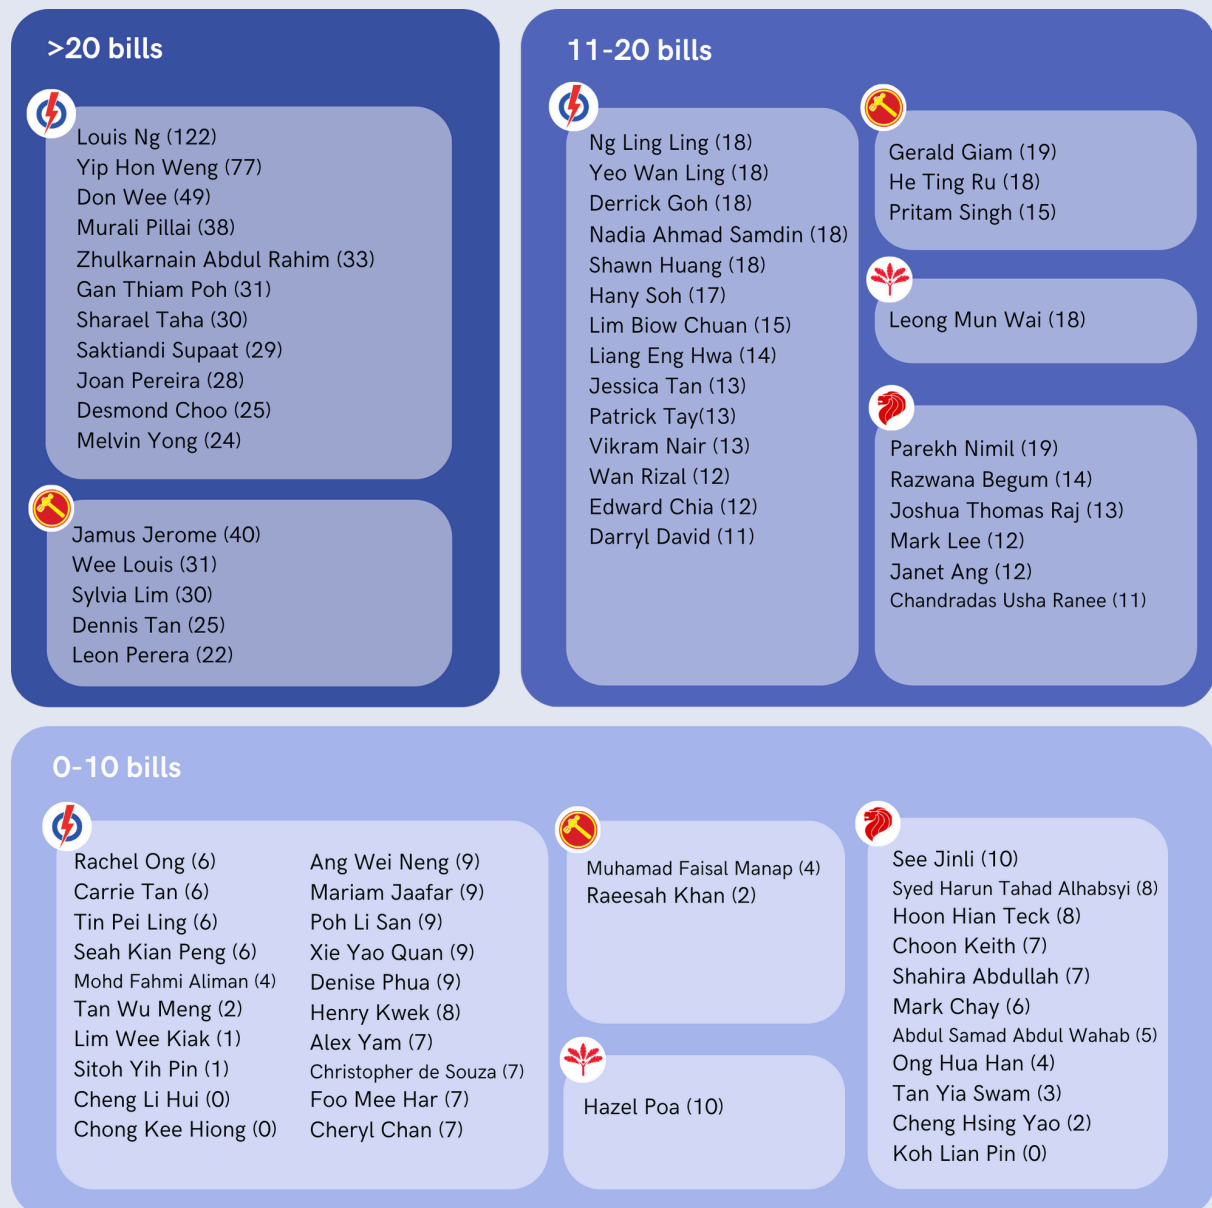 >20 bills
Louis Ng (122)
Yip Hon Weng (77)
Don Wee (49)
Murali Pillai (38)
Zhulkarnain Abdul Rahim (33)
Gan Thiam Poh (31)
Sharael Taha (30)
Saktiandi Supaat (29)
Joan Pereira (28)
Desmond Choo (25)
Melvin Yong (24)
Jamus Jerome (40)
Wee Louis (31)
Sylvia Lim (30)
Dennis Tan (25)
Leon Perera (22)
11-20 bills
Ng Ling Ling (18)
Yeo Wan Ling (18)
Derrick Goh (18)
Nadia Ahmad Samdin (18)
Shawn Huang (18)
Hany Soh (17)
Lim Biow Chuan (15)
Liang Eng Hwa (14)
Jessica Tan (13)
Patrick Tay(13)
Vikram Nair (13)
Wan Rizal (12)
Edward Chia (12)
Darryl David (11)
Gerald Giam (19)
He Ting Ru (18)
Pritam Singh (15)
Leong Mun Wai (18)
Parekh Nimil (19)
Razwana Begum (14)
Joshua Thomas Raj (13)
Mark Lee (12)
Janet Ang (12)
Chandradas Usha Ranee (11)
0-10 bills
Rachel Ong (6)
Carrie Tan (6)
Tin Pei Ling (6)
Seah Kian Peng (6)
Mohd Fahmi Aliman (4)
Tan Wu Meng (2)
Lim Wee Kiak (1)
Sitoh Yih Pin (1)
Cheng Li Hui (0)
Chong Kee Hiong (0)
Ang Wei Neng (9)
Mariam Jaafar (9)
Poh Li San (9)
Xie Yao Quan (9)
Denise Phua (9)
Henry Kwek (8)
Alex Yam (7)
Christopher de Souza (7)
Foo Mee Har (7)
Cheryl Chan (7)
Muhamad Faisal Manap (4)
Raeesah Khan (2)
Hazel Poa (10)
See Jinli (10)
Syed Harun Tahad Alhabsyi (8)
Hoon Hian Teck (8)
Choon Keith (7)
Shahira Abdullah (7)
Mark Chay (6)
Abdul Samad Abdul Wahab (5)
Ong Hua Han (4)
Tan Yia Swam (3)
Cheng Hsing Yao (2)
Koh Lian Pin (0)